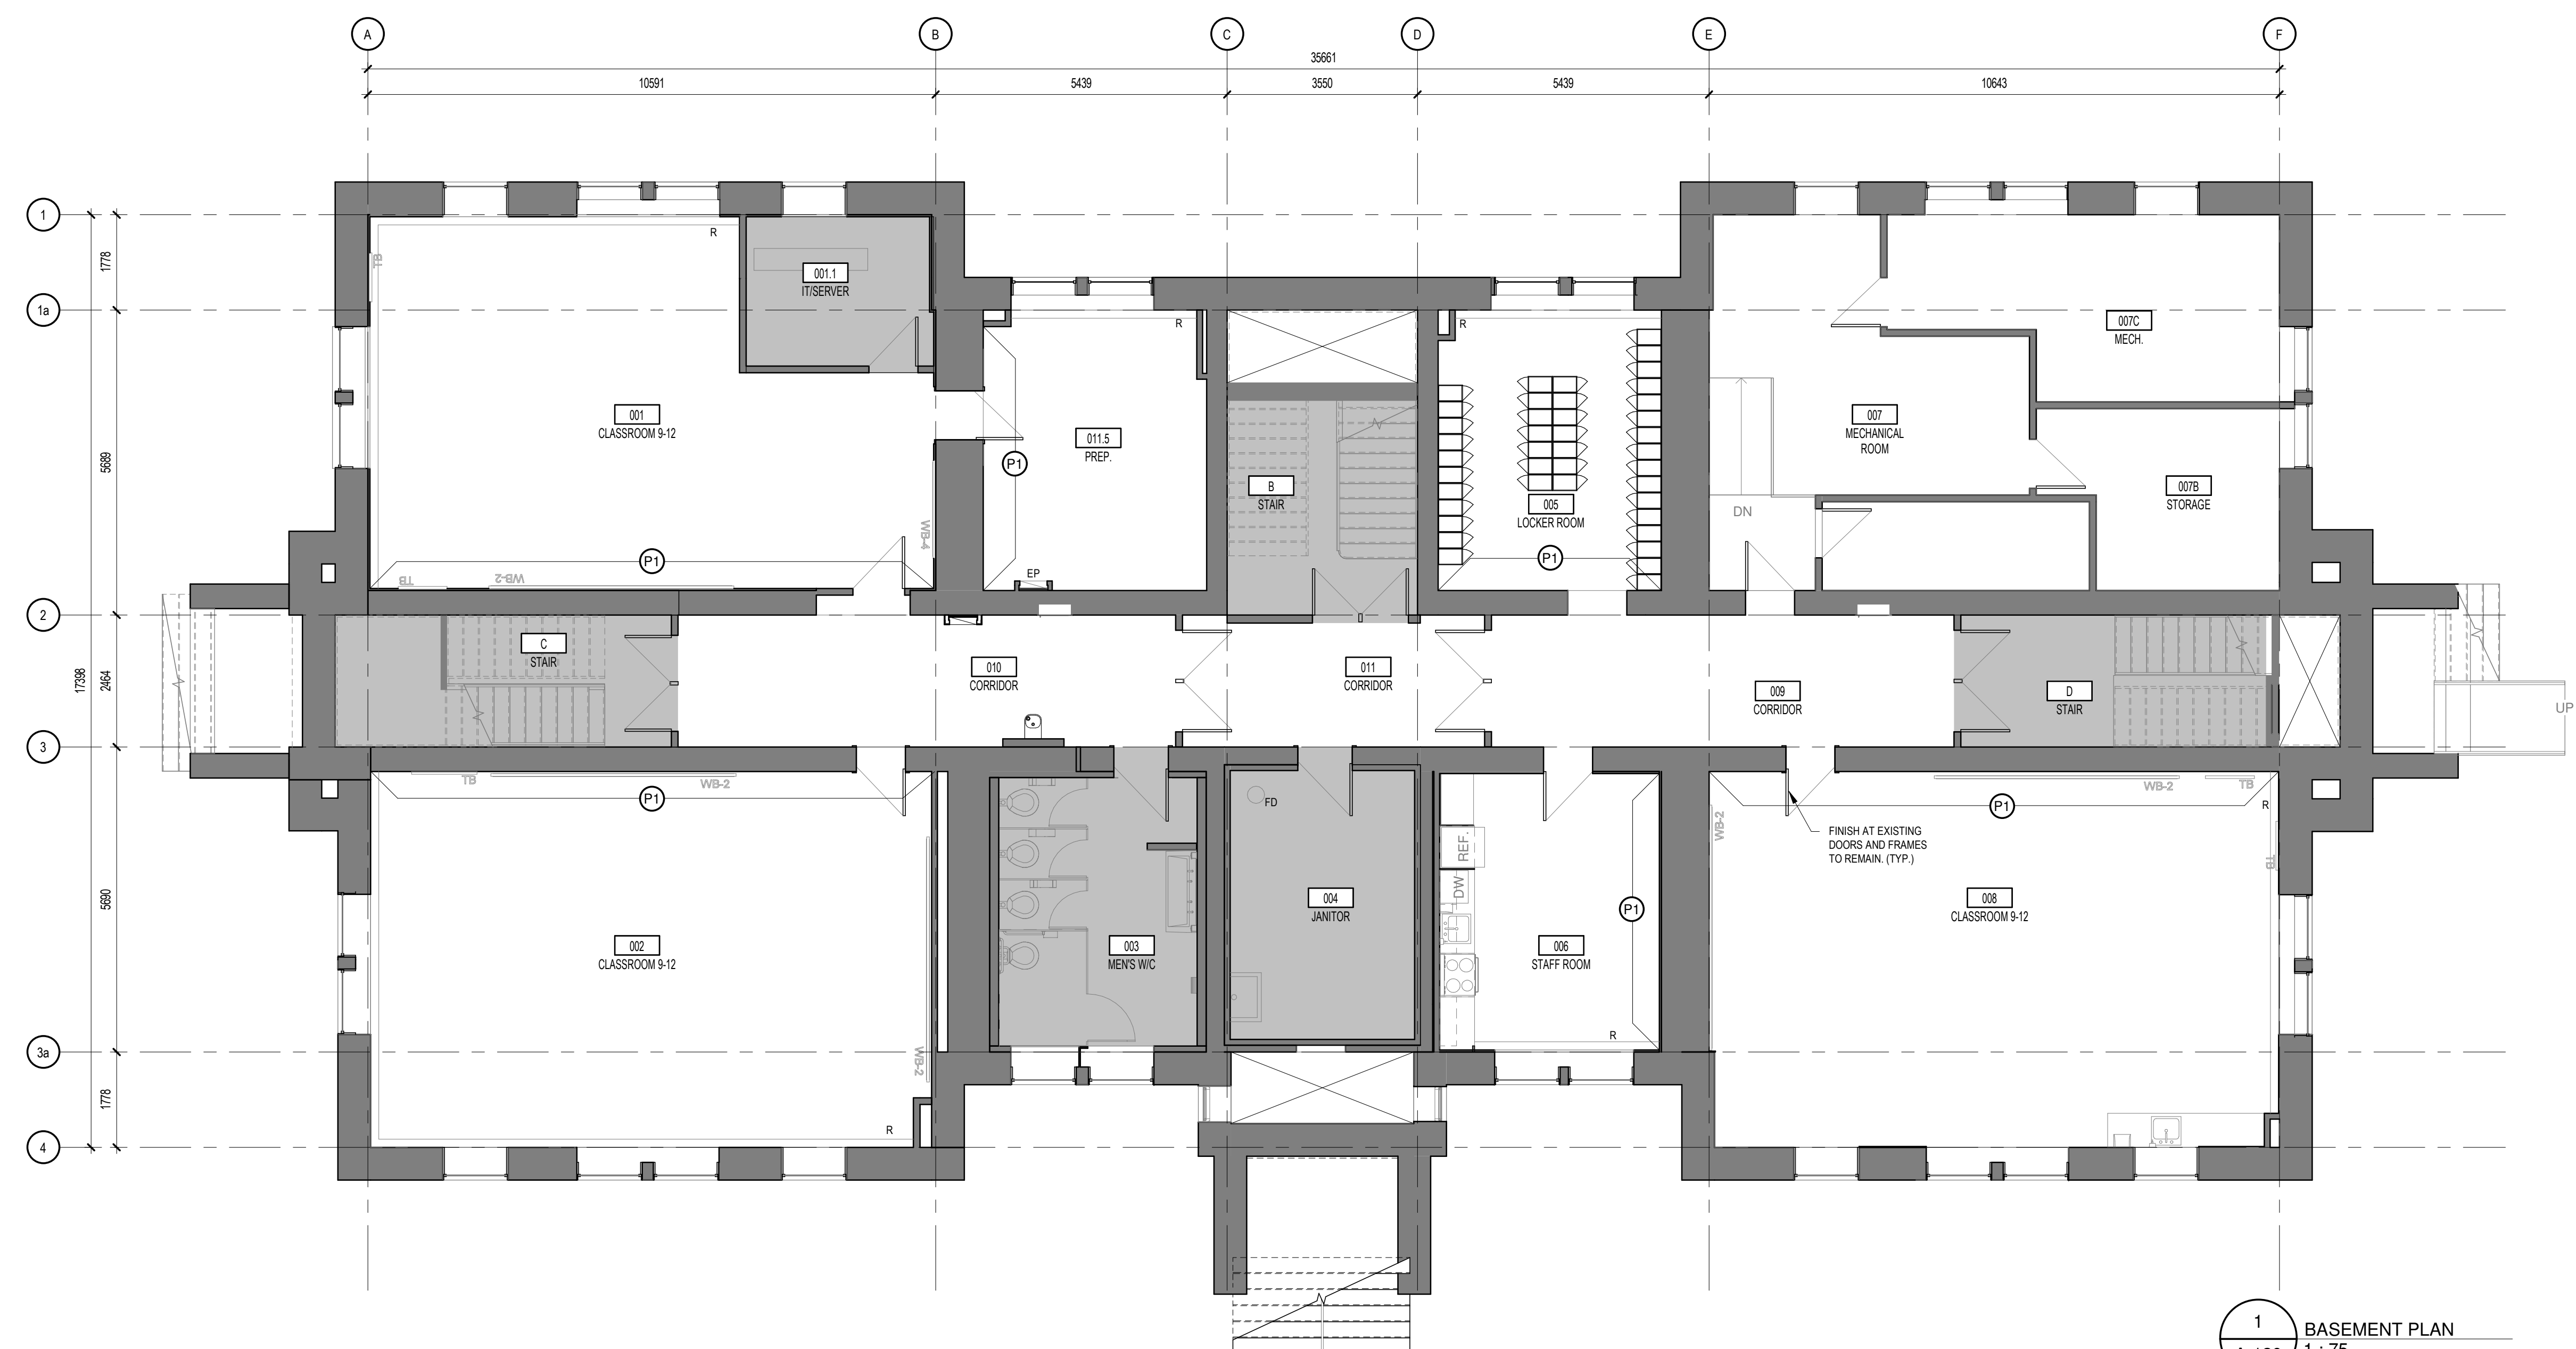 A
B
C
D
E
F
35661
10591
5439
3550
5439
10643
1
1a
2
3
3a
4
1778
5689
2464
5690
1778
17398
R
TB
001.1
IT/SERVER
001
CLASSROOM 9-12
WB-4
P1
TB
WB-2
R
011.5
PREP.
P1
EP
B
STAIR
R
005
LOCKER ROOM
P1
007C
MECH.
007
MECHANICAL
ROOM
007B
STORAGE
DN
C
STAIR
010
CORRIDOR
011
CORRIDOR
009
CORRIDOR
D
STAIR
UP
TB
WB-2
P1
002
CLASSROOM 9-12
WB-2
R
003
MEN'S W/C
FD
004
JANITOR
REF.
DW
P1
006
STAFF ROOM
R
WB-2
WB-2
TB
P1
R
TB
FINISH AT EXISTING
DOORS AND FRAMES
TO REMAIN. (TYP.)
008
CLASSROOM 9-12
1
BASEMENT PLAN
1 : 75